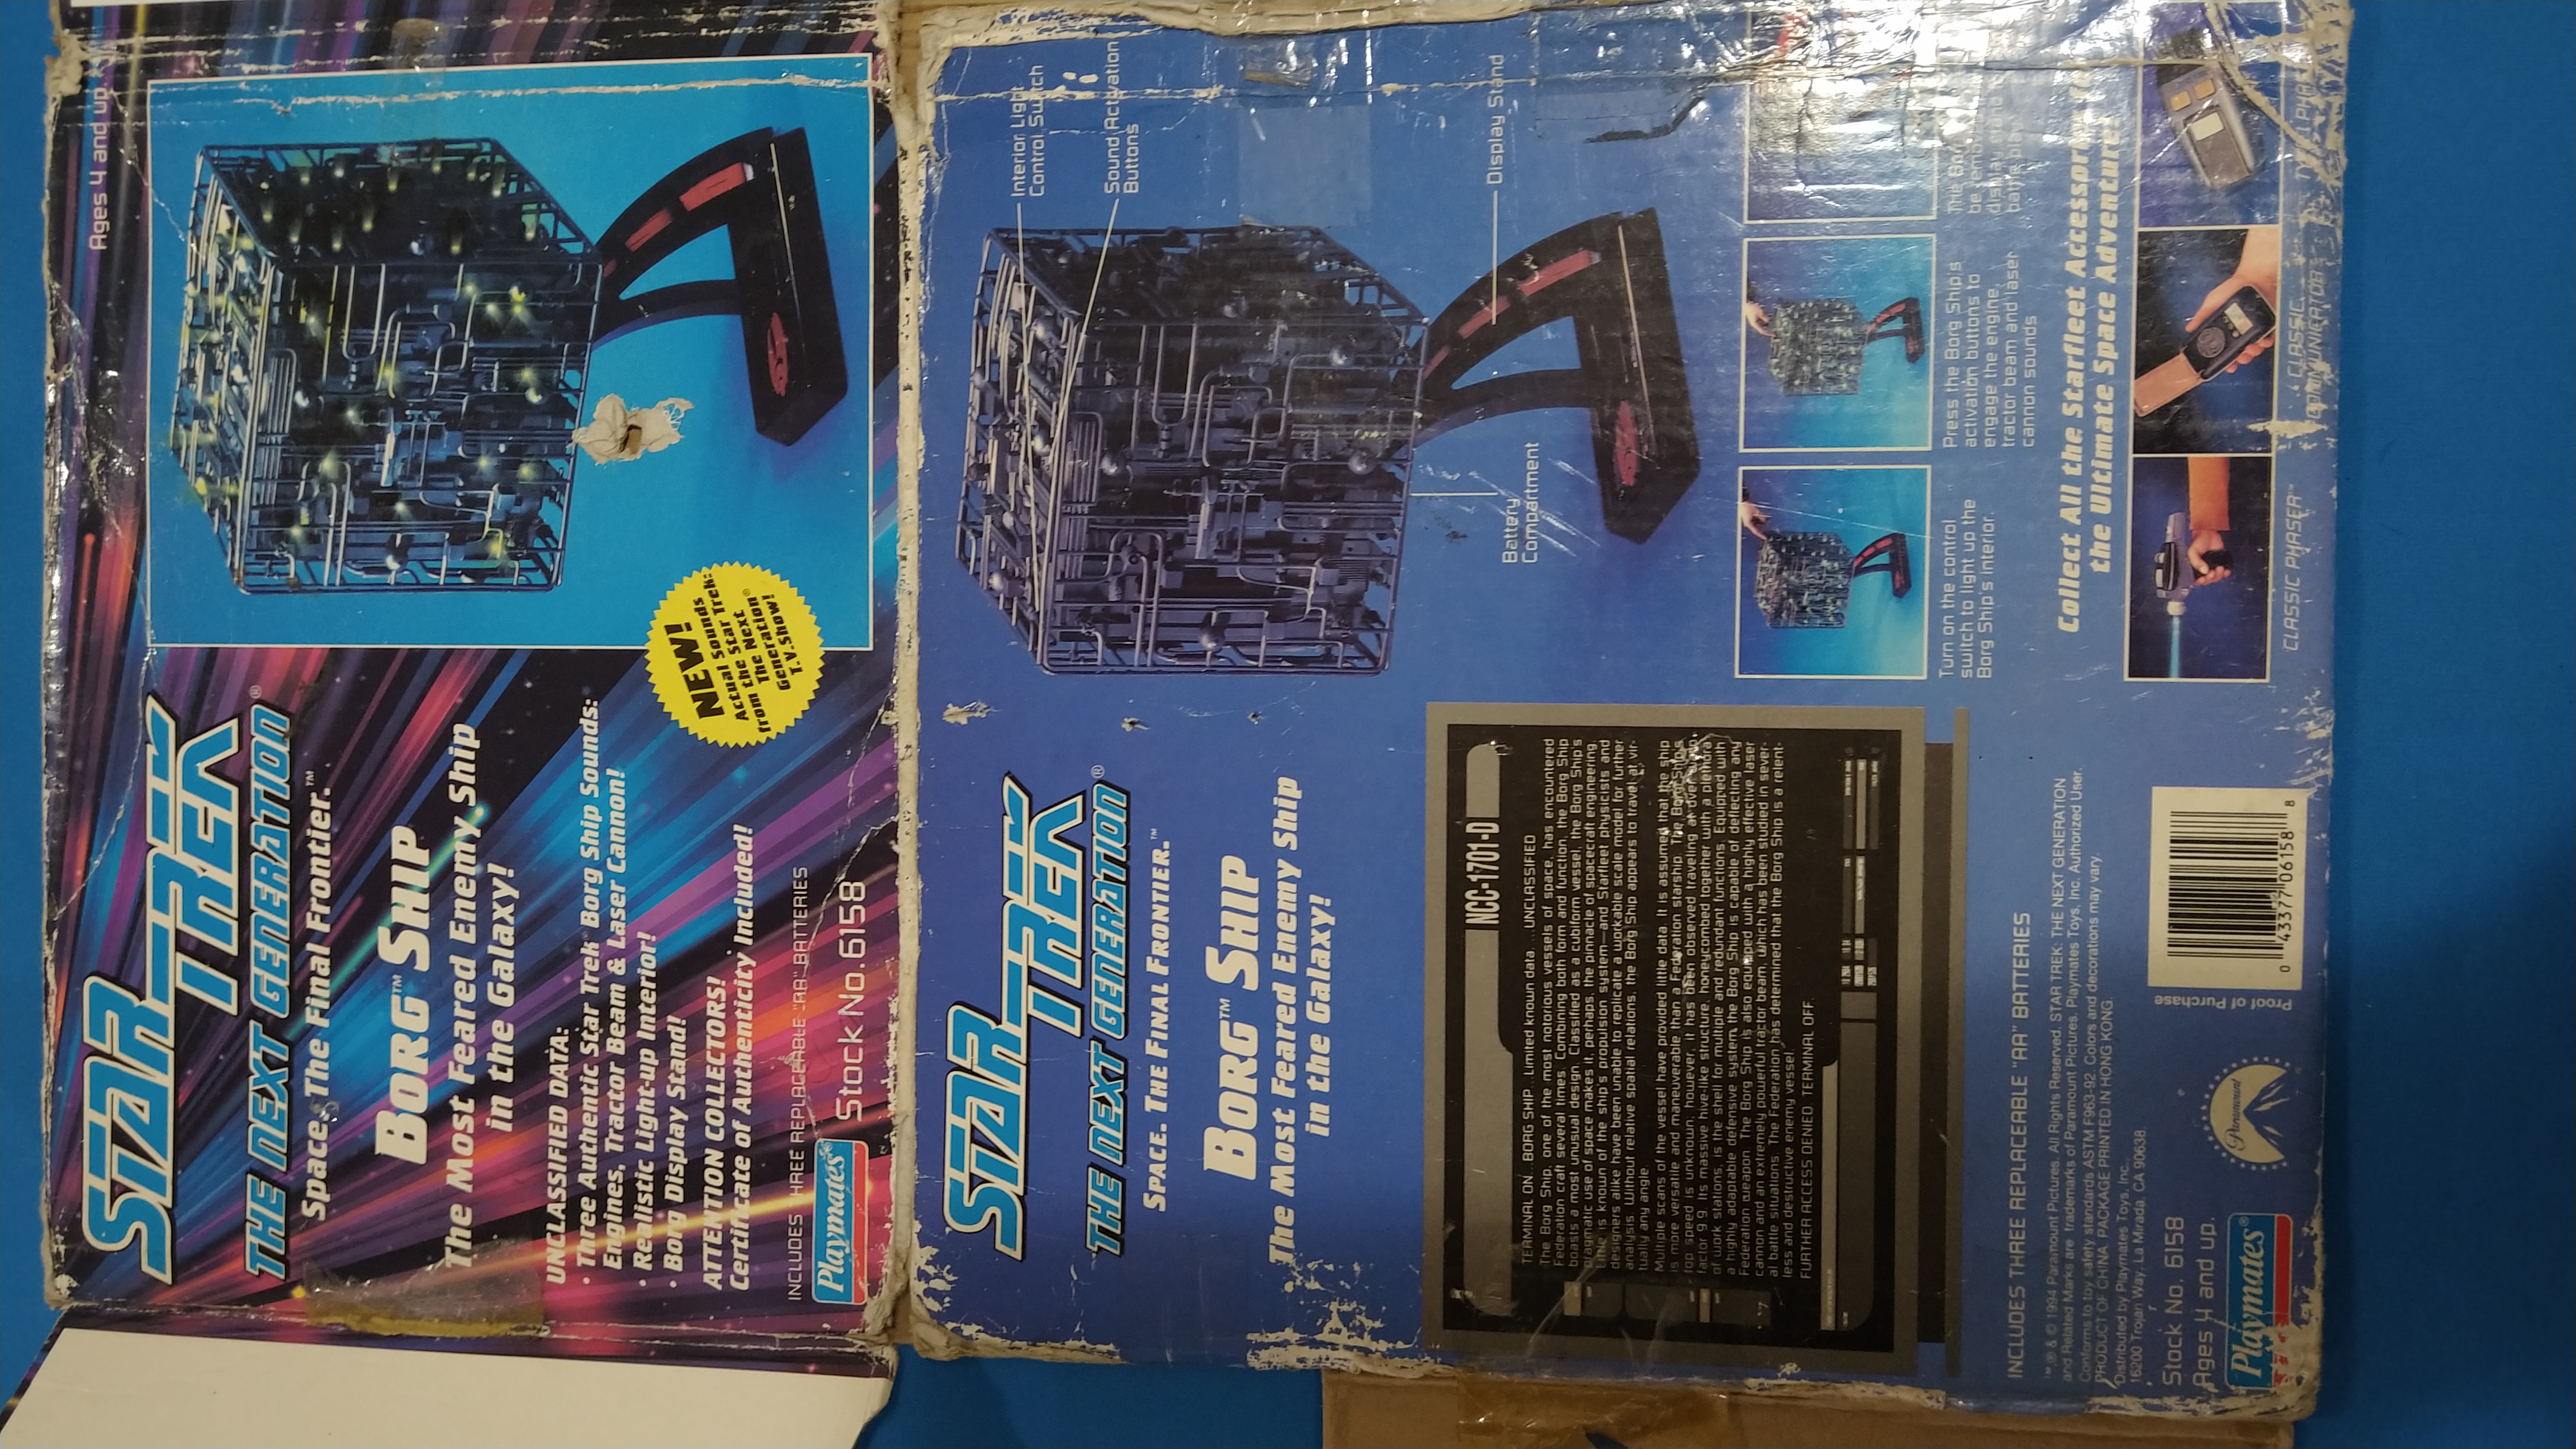 Ages 4 and up.
STAR
TREK
THE NEXT GENERATION®
Space. The Final Frontier.™
BORG™ SHIP
The Most Feared Enemy Ship
in the Galaxy!
UNCLASSIFIED DATA:
• Three Authentic Star Trek® Borg Ship Sounds:
Engines, Tractor Beam & Laser Cannon!
• Realistic Light-up Interior!
• Borg Display Stand!
ATTENTION COLLECTORS!
Certificate of Authenticity Included!
INCLUDES THREE REPLACEABLE "AA" BATTERIES
Playmates®
Stock No.6158
NEW!
Actual Sounds
from the Star Trek:
The Next
Generation®
T.V.Show!
STAR
TREK
THE NEXT GENERATION®
SPACE. THE FINAL FRONTIER.™
BORG™ SHIP
The Most Feared Enemy Ship
in the Galaxy!
Interior Light
Control Switch
Sound Activation
Buttons
Battery
Compartment
Display Stand
NCC-1701-D
TERMINAL ON...BORG SHIP...Limited known data. ...UNCLASSIFIED
The Borg Ship, one of the most notorious vessels of space, has encountered
Federation craft several times. Combining both form and function, the Borg Ship
boasts a most unusual design. Classified as a cubiform vessel, the Borg Ship's
pragmatic use of space makes it, perhaps, the pinnacle of spacecraft engineering.
Little is known of the ship's propulsion system—and Starfleet physicists and
designers alike have been unable to replicate a workable scale model for further
analysis. Without relative spatial relations, the Borg Ship appears to travel at vir-
tually any angle.
Multiple scans of the vessel have provided little data. It is assumed that the ship
is more versatile and maneuverable than a Federation starship. The Borg Ship's
top speed is unknown; however, it has been observed traveling at over warp
factor 9.9. Its massive hive-like structure, honeycombed together with a plethora
of work stations, is the shell for multiple and redundant functions. Equipped with
a highly adaptable defensive system, the Borg Ship is capable of deflecting any
Federation weapon. The Borg Ship is also equipped with a highly effective laser
cannon and an extremely powerful tractor beam, which has been studied in sever-
al battle situations. The Federation has determined that the Borg Ship is a relent-
less and destructive enemy vessel.
FURTHER ACCESS DENIED. TERMINAL OFF.
Turn on the control
switch to light up the
Borg Ship's interior.
Press the Borg Ship's
activation buttons to
engage the engine,
tractor beam and laser
cannon sounds
The
be
display stand
battle play
INCLUDES THREE REPLACEABLE "AA" BATTERIES
™,® & © 1994 Paramount Pictures. All Rights Reserved. STAR TREK: THE NEXT GENERATION
and Related Marks are trademarks of Paramount Pictures. Playmates Toys, Inc. Authorized User.
Conforms to toy safety standards ASTM F963-92. Colors and decorations may vary.
PRODUCT OF CHINA. PACKAGE PRINTED IN HONG KONG.
Distributed by Playmates Toys, Inc.,
16200 Trojan Way, La Mirada, CA 90638.
Stock No. 6158
Ages 4 and up.
Playmates®
Paramount
Proof of Purchase
0 43377 06158 8
Collect All the Starfleet Accessories for
the Ultimate Space Adventure!
CLASSIC PHASER™
CLASSIC
COMMUNICATOR
TYPE I